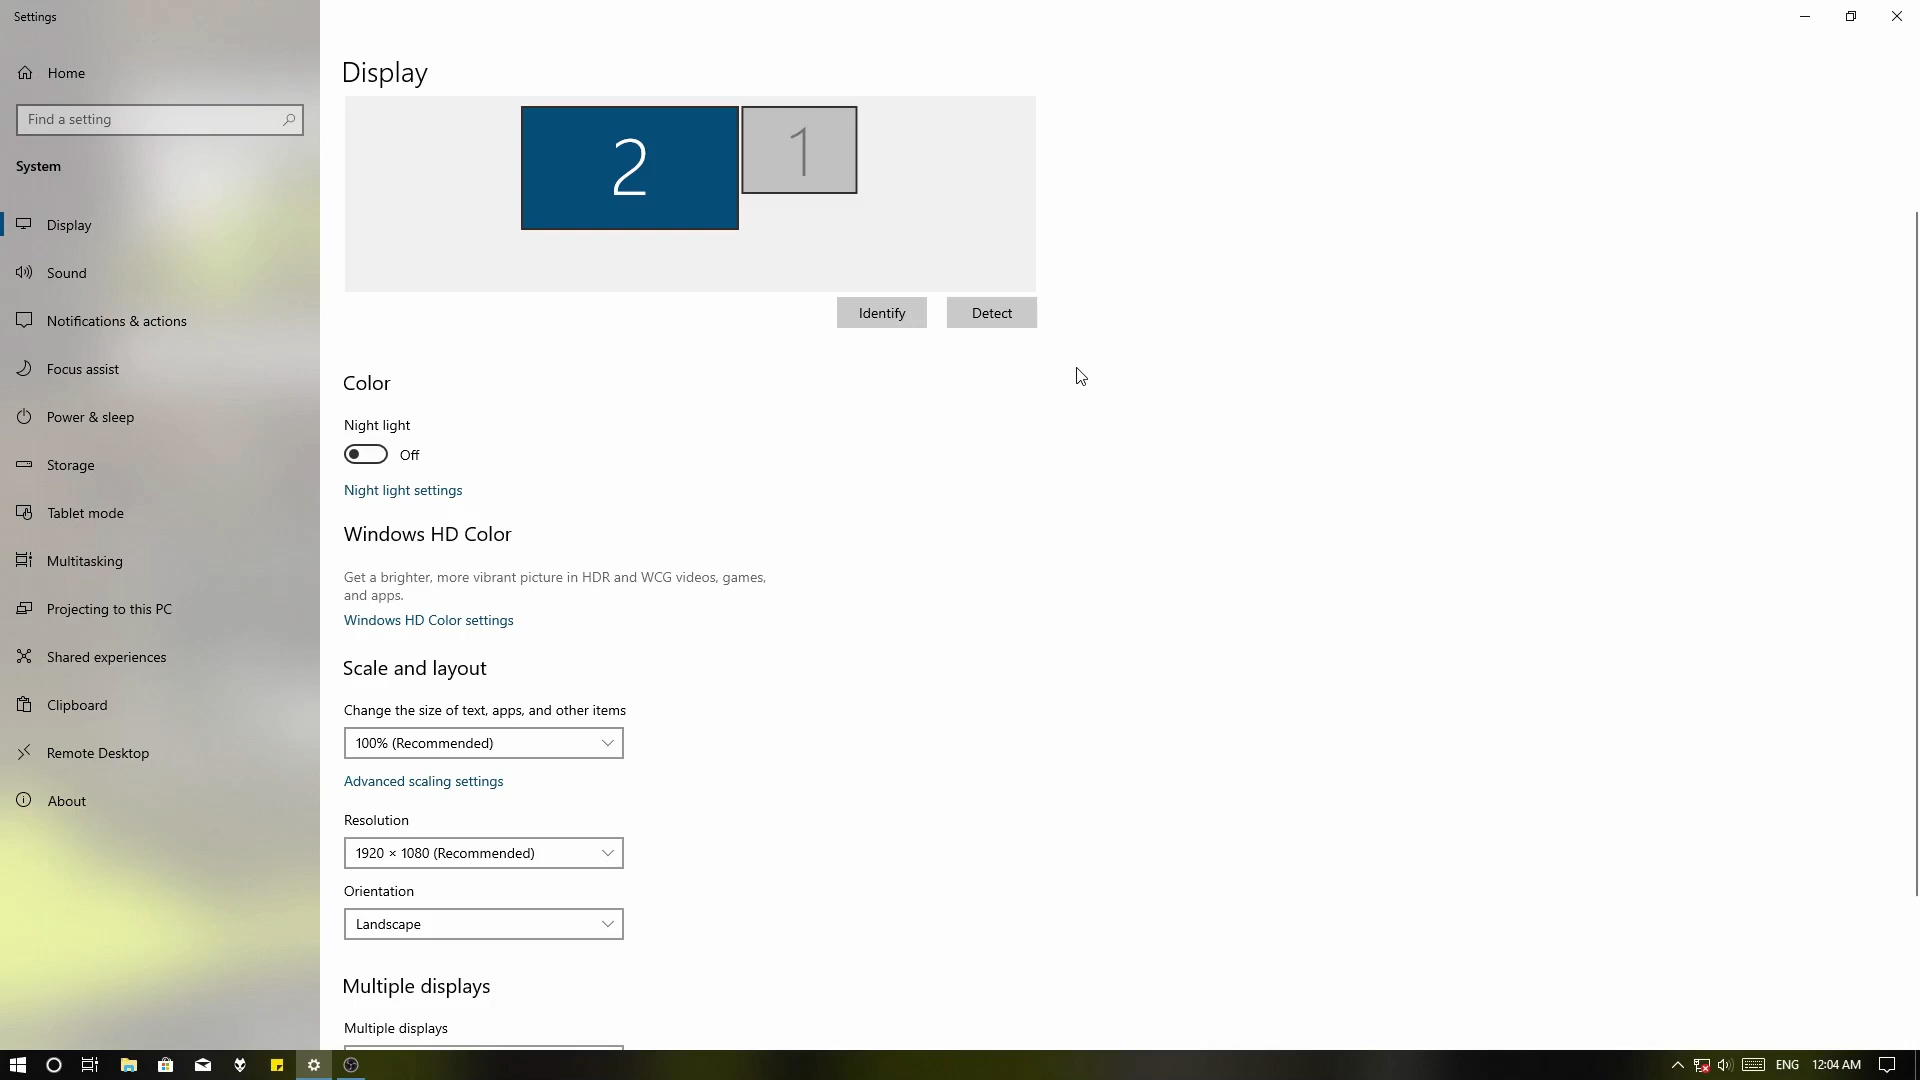 Settings
Home
Find a setting
System
Display
Sound
Notifications & actions
Focus assist
Power & sleep
Storage
Tablet mode
Multitasking
Projecting to this PC
Shared experiences
Clipboard
Remote Desktop
About
Display
2
1
Identify
Detect
Color
Night light
Off
Night light settings
Windows HD Color
Get a brighter, more vibrant picture in HDR and WCG videos, games,
and apps.
Windows HD Color settings
Scale and layout
Change the size of text, apps, and other items
100% (Recommended)
Advanced scaling settings
Resolution
1920 × 1080 (Recommended)
Orientation
Landscape
Multiple displays
Multiple displays
ENG
12:04 AM